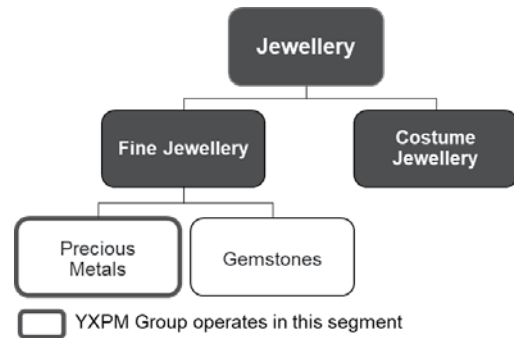 Jewellery
Fine Jewellery
Costume
Jewellery
Precious
Metals
Gemstones
YXPM Group operates in this segment